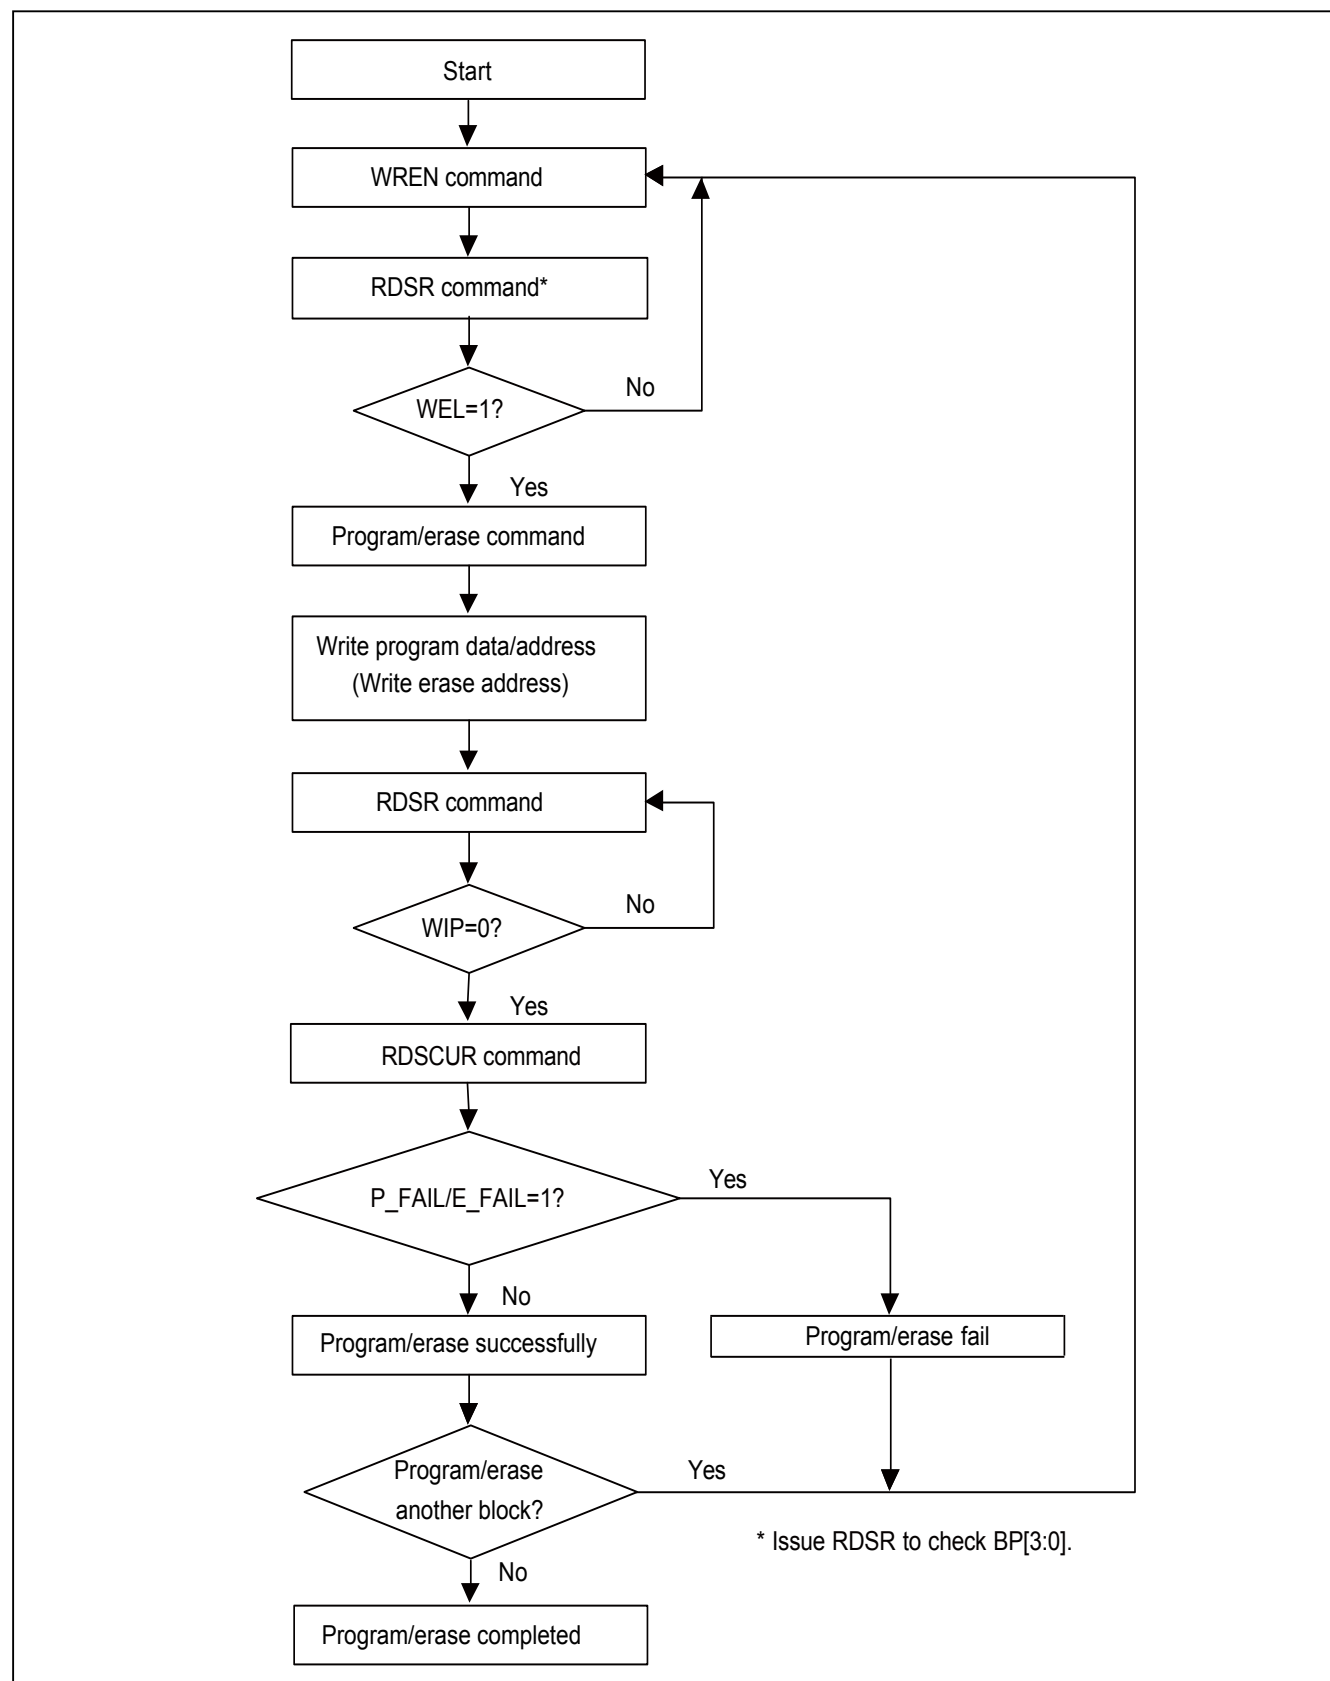 Start
WREN command
RDSR command*
WEL=1?
No
Yes
Program/erase command
Write program data/address
(Write erase address)
RDSR command
WIP=0?
No
Yes
RDSCUR command
P_FAIL/E_FAIL=1?
Yes
No
Program/erase successfully
Program/erase fail
Program/erase
another block?
Yes
* Issue RDSR to check BP[3:0].
No
Program/erase completed